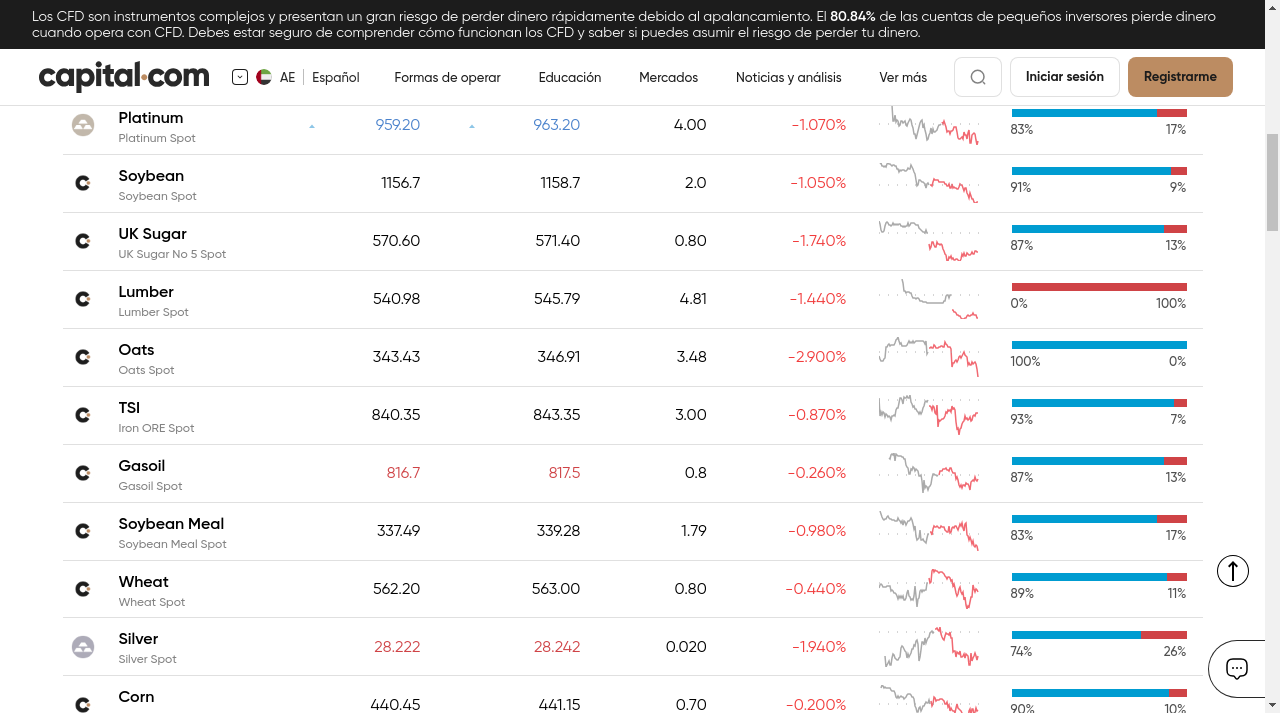 Los CFD son instrumentos complejos y presentan un gran riesgo de perder dinero rápidamente debido al apalancamiento. El 80.84% de las cuentas de pequeños inversores pierde dinero
cuando opera con CFD. Debes estar seguro de comprender cómo funcionan los CFD y saber si puedes asumir el riesgo de perder tu dinero.
capital.com AE Español Formas de operar Educación Mercados Noticias y análisis Ver más Iniciar sesión Registrarme
Platinum 959.20 963.20 4.00 -1.070%
Platinum Spot 83% 17%
Soybean 1156.7 1158.7 2.0 -1.050%
Soybean Spot 91% 9%
UK Sugar 570.60 571.40 0.80 -1.740%
UK Sugar No 5 Spot 87% 13%
Lumber 540.98 545.79 4.81 -1.440%
Lumber Spot 0% 100%
Oats 343.43 346.91 3.48 -2.900%
Oats Spot 100% 0%
TSI 840.35 843.35 3.00 -0.870%
Iron ORE Spot 93% 7%
Gasoil 816.7 817.5 0.8 -0.260%
Gasoil Spot 87% 13%
Soybean Meal 337.49 339.28 1.79 -0.980%
Soybean Meal Spot 83% 17%
Wheat 562.20 563.00 0.80 -0.440%
Wheat Spot 89% 11%
Silver 28.222 28.242 0.020 -1.940%
Silver Spot 74% 26%
Corn 440.45 441.15 0.70 -0.200%
90% 10%